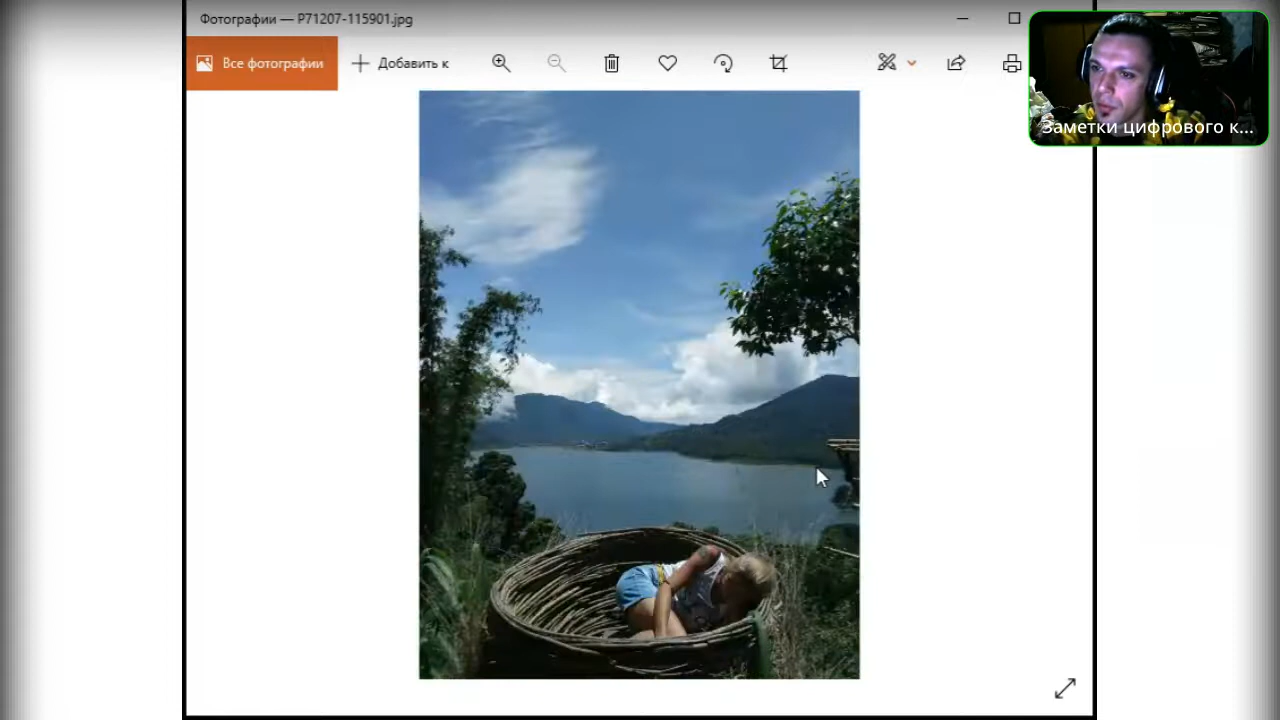 Фотографии — P71207-115901.jpg
Все фотографии
Добавить к
Заметки цифрового к...